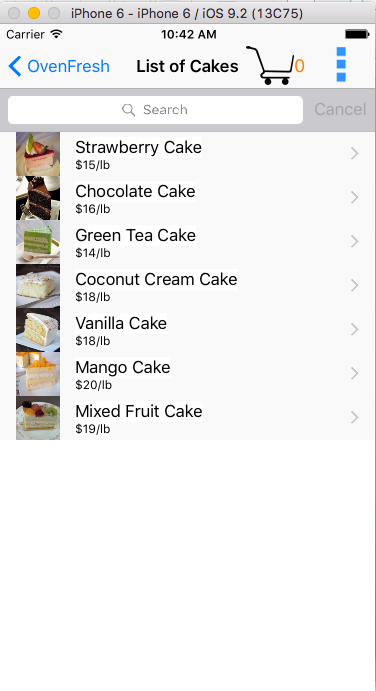 iPhone 6 - iPhone 6 / iOS 9.2 (13C75)
Carrier 10:42 AM
OvenFresh List of Cakes 0
Search Cancel
Strawberry Cake
$15/lb
Chocolate Cake
$16/lb
Green Tea Cake
$14/lb
Coconut Cream Cake
$18/lb
Vanilla Cake
$18/lb
Mango Cake
$20/lb
Mixed Fruit Cake
$19/lb